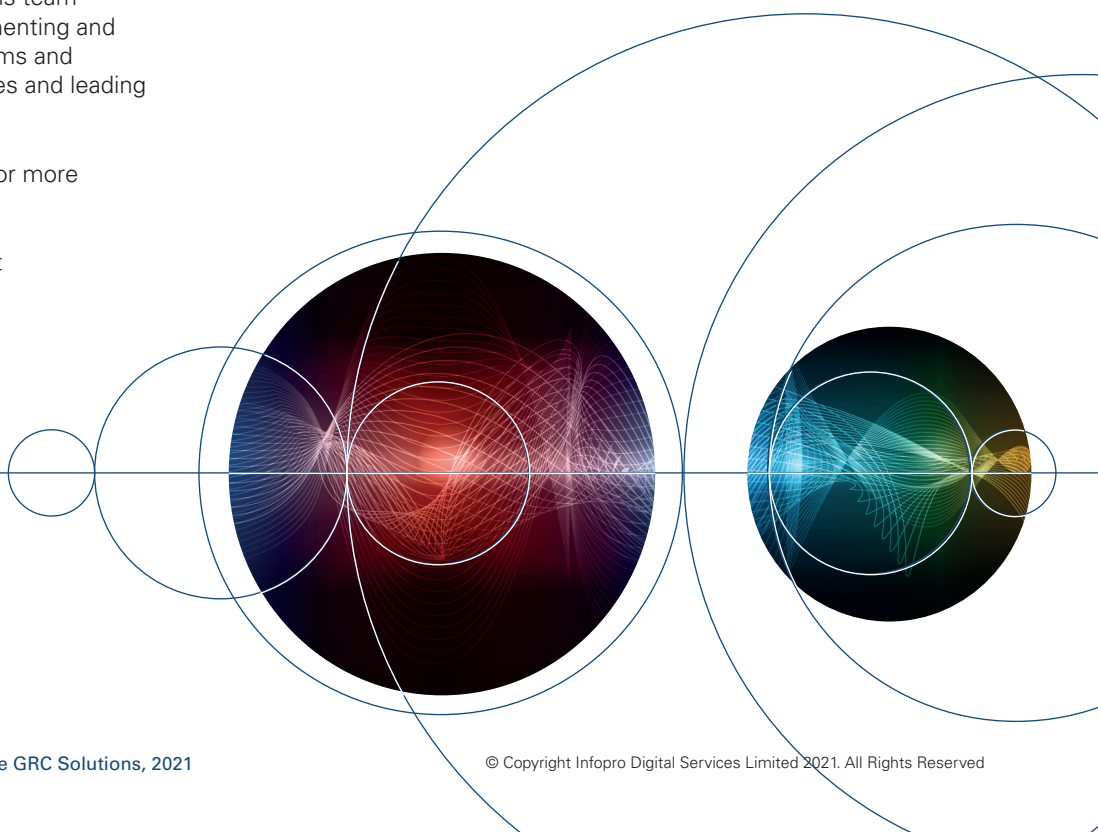 menting and
ms and
es and leading
or more
e GRC Solutions, 2021
© Copyright Infopro Digital Services Limited 2021. All Rights Reserved